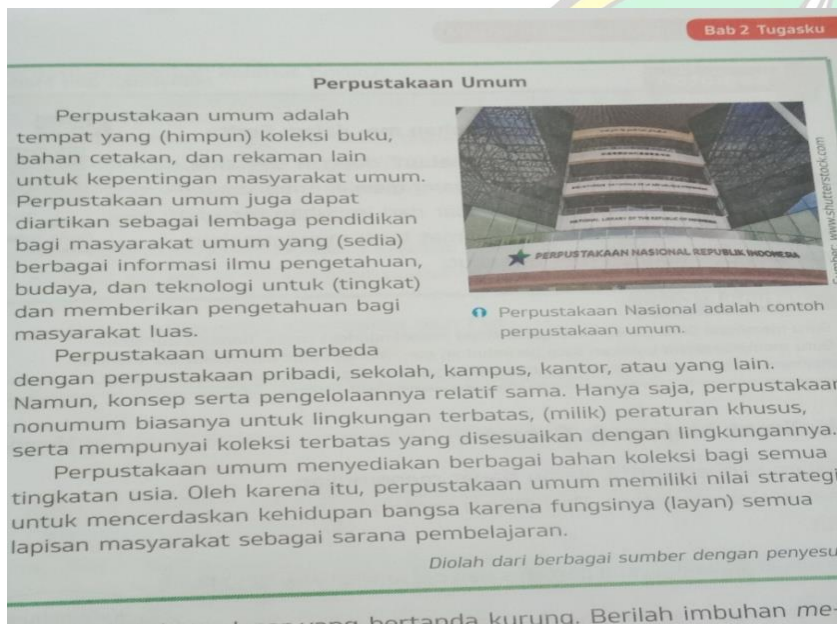 Bab 2 Tugasku
Perpustakaan Umum
Perpustakaan umum adalah
tempat yang (himpun) koleksi buku,
bahan cetakan, dan rekaman lain
untuk kepentingan masyarakat umum.
Perpustakaan umum juga dapat
diartikan sebagai lembaga pendidikan
bagi masyarakat umum yang (sedia)
berbagai informasi ilmu pengetahuan,
budaya, dan teknologi untuk (tingkat)
dan memberikan pengetahuan bagi
masyarakat luas.
PERPUSTAKAAN NASIONAL REPUBLIK INDONESIA
www.shutterstock.com
Perpustakaan Nasional adalah contoh
perpustakaan umum.
Perpustakaan umum berbeda
dengan perpustakaan pribadi, sekolah, kampus, kantor, atau yang lain.
Namun, konsep serta pengelolaannya relatif sama. Hanya saja, perpustakaan
nonumum biasanya untuk lingkungan terbatas, (milik) peraturan khusus,
serta mempunyai koleksi terbatas yang disesuaikan dengan lingkungannya.
Perpustakaan umum menyediakan berbagai bahan koleksi bagi semua
tingkatan usia. Oleh karena itu, perpustakaan umum memiliki nilai strategi
untuk mencerdaskan kehidupan bangsa karena fungsinya (layan) semua
lapisan masyarakat sebagai sarana pembelajaran.
Diolah dari berbagai sumber dengan penyesu
bertanda kurung. Berilah imbuhan me-